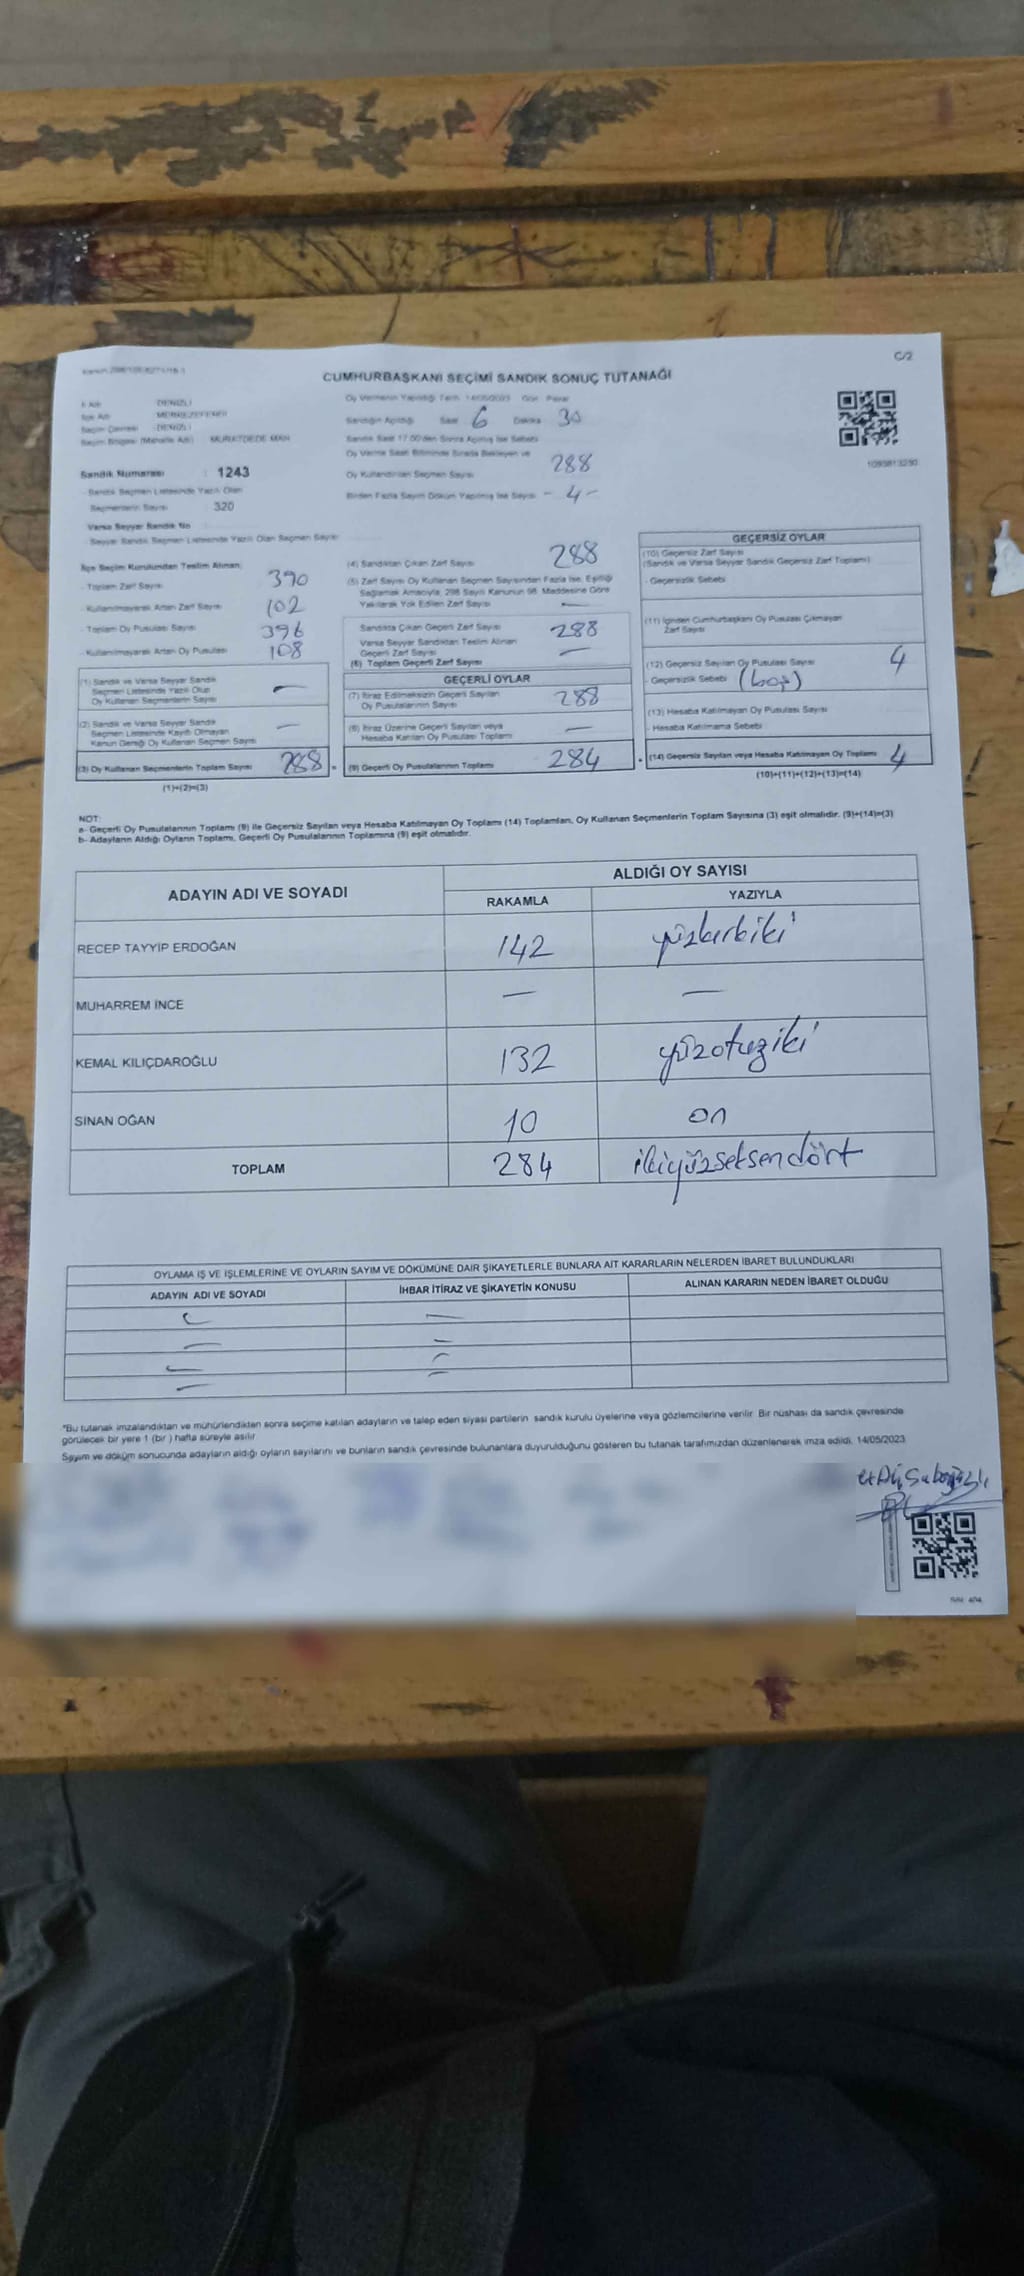 C/2
CUMHURBAŞKANI SEÇİMİ SANDIK SONUÇ TUTANAĞI
İl Adı : DENİZLİ
İlçe Adı : MERKEZEFENDİ
Seçim Çevresi : DENİZLİ
Seçim Bölgesi (Mahalle Adı) : MURATDEDE MAH
Sandık Numarası : 1243
- Sandık Seçmen Listesinde Yazılı Olan
Seçmenlerin Sayısı : 320
Varsa Seyyar Sandık No
- Seyyar Sandık Seçmen Listesinde Yazılı Olan Seçmen Sayısı
Oy Vermenin Yapıldığı Tarih 14/05/2023 Gün Pazar
Sandığın Açıldığı Saat 6 Dakika 30
Sandık Saat 17.00'den Sonra Açılmış İse Sebebi
Oy Verme Saati Bitiminde Sırada Bekleyen ve
Oy Kullandırılan Seçmen Sayısı 288
Birden Fazla Sayım Döküm Yapılmış İse Sayısı - 4 -
İlçe Seçim Kurulundan Teslim Alınan:
- Toplam Zarf Sayısı 390
- Kullanılmayarak Artan Zarf Sayısı 102
- Toplam Oy Pusulası Sayısı 396
- Kullanılmayarak Artan Oy Pusulası 108
(1) Sandık ve Varsa Seyyar Sandık
Seçmen Listesinde Yazılı Olup
Oy Kullanan Seçmenlerin Sayısı —
(2) Sandık ve Varsa Seyyar Sandık
Seçmen Listesinde Kayıtlı Olmayan
Kanun Gereği Oy Kullanan Seçmen Sayısı —
(3) Oy Kullanan Seçmenlerin Toplam Sayısı 288 =
(1)+(2)=(3)
(4) Sandıktan Çıkan Zarf Sayısı 288
(5) Zarf Sayısı Oy Kullanan Seçmen Sayısından Fazla İse, Eşitliği
Sağlamak Amacıyla, 298 Sayılı Kanunun 98. Maddesine Göre
Yakılarak Yok Edilen Zarf Sayısı —
Sandıkta Çıkan Geçerli Zarf Sayısı 288
Varsa Seyyar Sandıktan Teslim Alınan
Geçerli Zarf Sayısı —
(6) Toplam Geçerli Zarf Sayısı
GEÇERLİ OYLAR
(7) İtiraz Edilmeksizin Geçerli Sayılan
Oy Pusulasının Sayısı 288
(8) İtiraz Üzerine Geçerli Sayılan veya
Hesaba Katılan Oy Pusulası Toplamı —
(9) Geçerli Oy Pusulalarının Toplamı 284 +
GEÇERSİZ OYLAR
(10) Geçersiz Zarf Sayısı
(Sandık ve Varsa Seyyar Sandık Geçersiz Zarf Toplamı)
- Geçersizlik Sebebi
(11) İçinden Cumhurbaşkanı Oy Pusulası Çıkmayan
Zarf Sayısı
(12) Geçersiz Sayılan Oy Pusulası Sayısı 4
- Geçersizlik Sebebi (boş)
(13) Hesaba Katılmayan Oy Pusulası Sayısı
- Hesaba Katılmama Sebebi
(14) Geçersiz Sayılan veya Hesaba Katılmayan Oy Toplamı 4
(10)+(11)+(12)+(13)=(14)
NOT:
a- Geçerli Oy Pusulalarının Toplamı (9) ile Geçersiz Sayılan veya Hesaba Katılmayan Oy Toplamı (14) Toplamları, Oy Kullanan Seçmenlerin Toplam Sayısına (3) eşit olmalıdır. (9)+(14)=(3)
b- Adayların Aldığı Oyların Toplamı, Geçerli Oy Pusulalarının Toplamına (9) eşit olmalıdır.
ADAYIN ADI VE SOYADI ALDIĞI OY SAYISI
RAKAMLA YAZIYLA
RECEP TAYYİP ERDOĞAN 142 yüzkırkiki
MUHARREM İNCE — —
KEMAL KILIÇDAROĞLU 132 yüzotuziki
SİNAN OĞAN 10 on
TOPLAM 284 ikiyüzseksendört
OYLAMA İŞ VE İŞLEMLERİNE VE OYLARIN SAYIM VE DÖKÜMÜNE DAİR ŞİKAYETLERLE BUNLARA AİT KARARLARIN NELERDEN İBARET BULUNDUKLARI
ADAYIN ADI VE SOYADI İHBAR İTİRAZ VE ŞİKAYETİN KONUSU ALINAN KARARIN NEDEN İBARET OLDUĞU
*Bu tutanak imzalandıktan ve mühürlendikten sonra seçime katılan adayların ve talep eden siyasi partilerin sandık kurulu üyelerine veya gözlemcilerine verilir. Bir nüshası da sandık çevresinde
görülecek bir yere 1 (bir ) hafta süreyle asılır
Sayım ve döküm sonucunda adayların aldığı oyların sayılarını ve bunların sandık çevresinde bulunanlara duyurulduğunu gösteren bu tutanak tarafımızdan düzenlenerek imza edildi. 14/05/2023